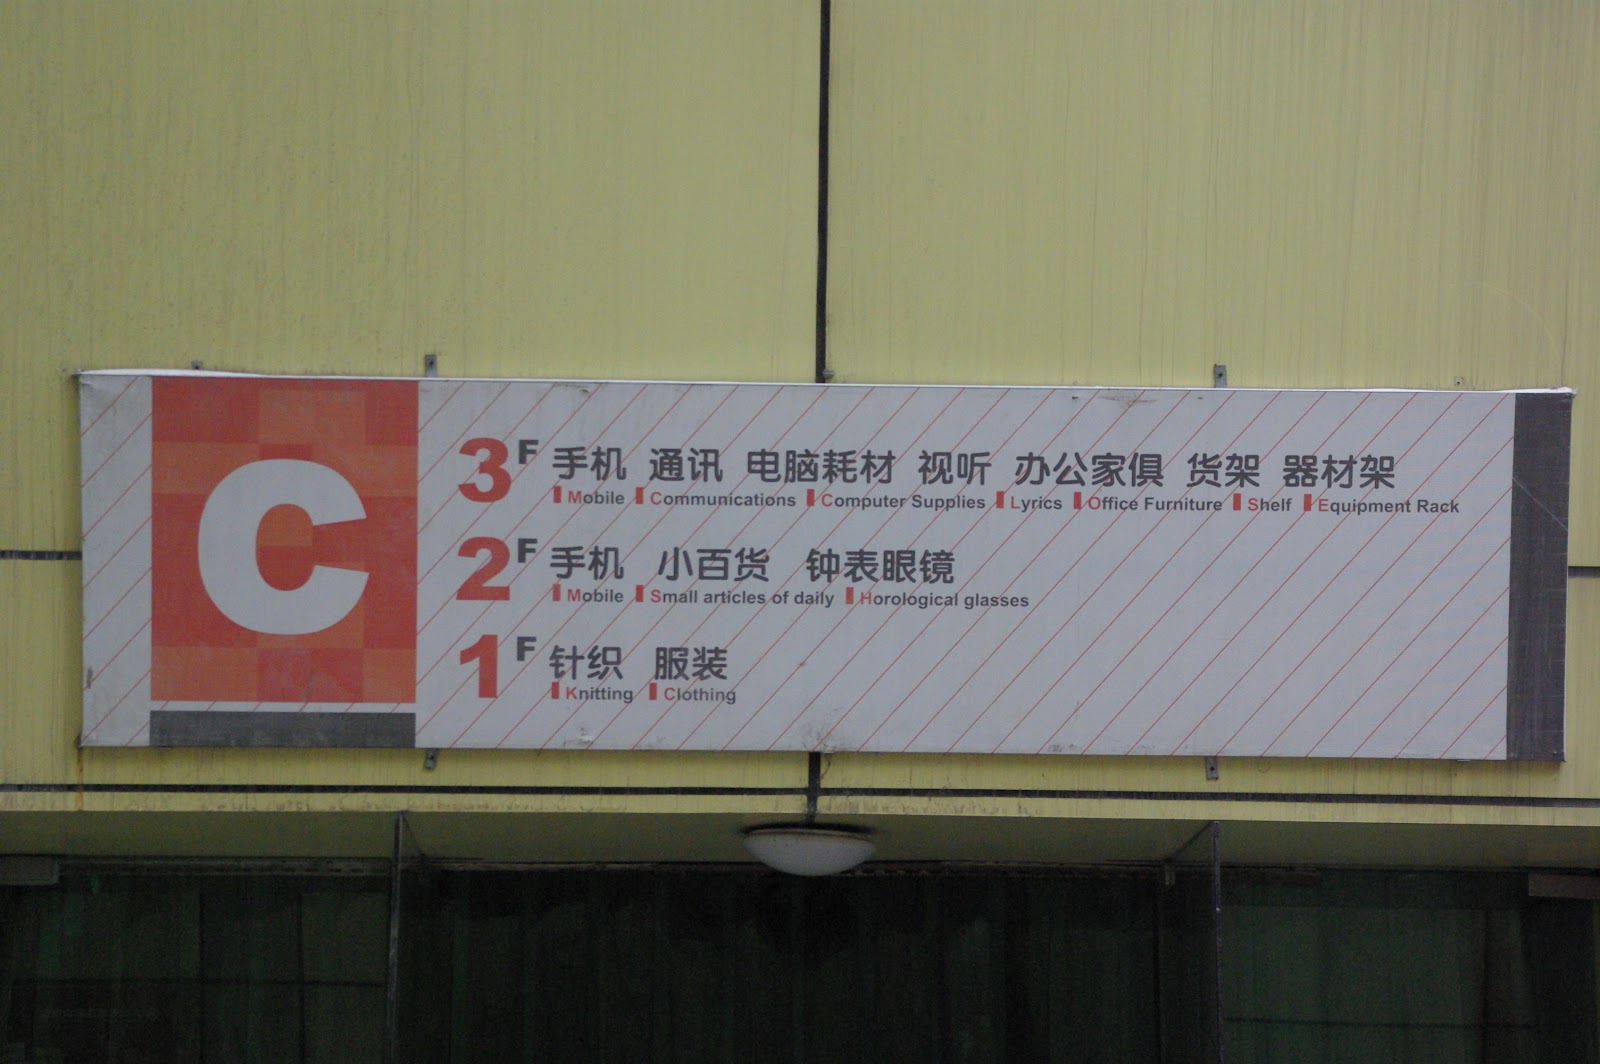 C
3F 手机 通讯 电脑耗材 视听 办公家俱 货架 器材架
Mobile Communications Computer Supplies Lyrics Office Furniture Shelf Equipment Rack
2F 手机 小百货 钟表眼镜
Mobile Small articles of daily Horological glasses
1F 针织 服装
Knitting Clothing